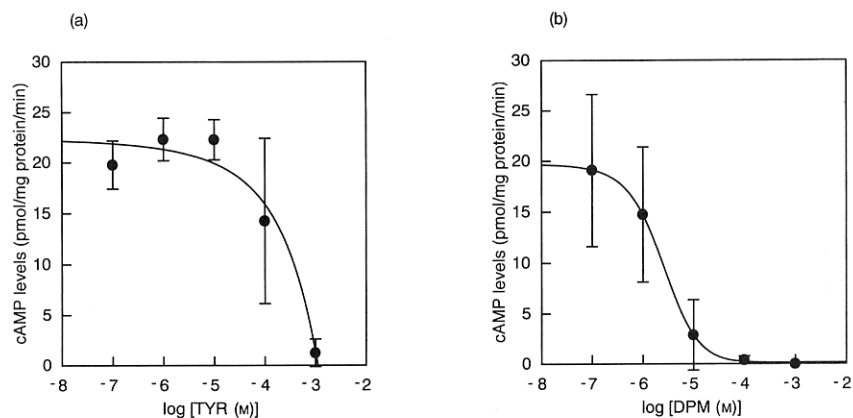 (a)
cAMP levels (pmol/mg protein/min)
30
25
20
15
10
5
0
-8 -7 -6 -5 -4 -3 -2
log [TYR (M)]
(b)
cAMP levels (pmol/mg protein/min)
30
25
20
15
10
5
0
-8 -7 -6 -5 -4 -3 -2
log [DPM (M)]